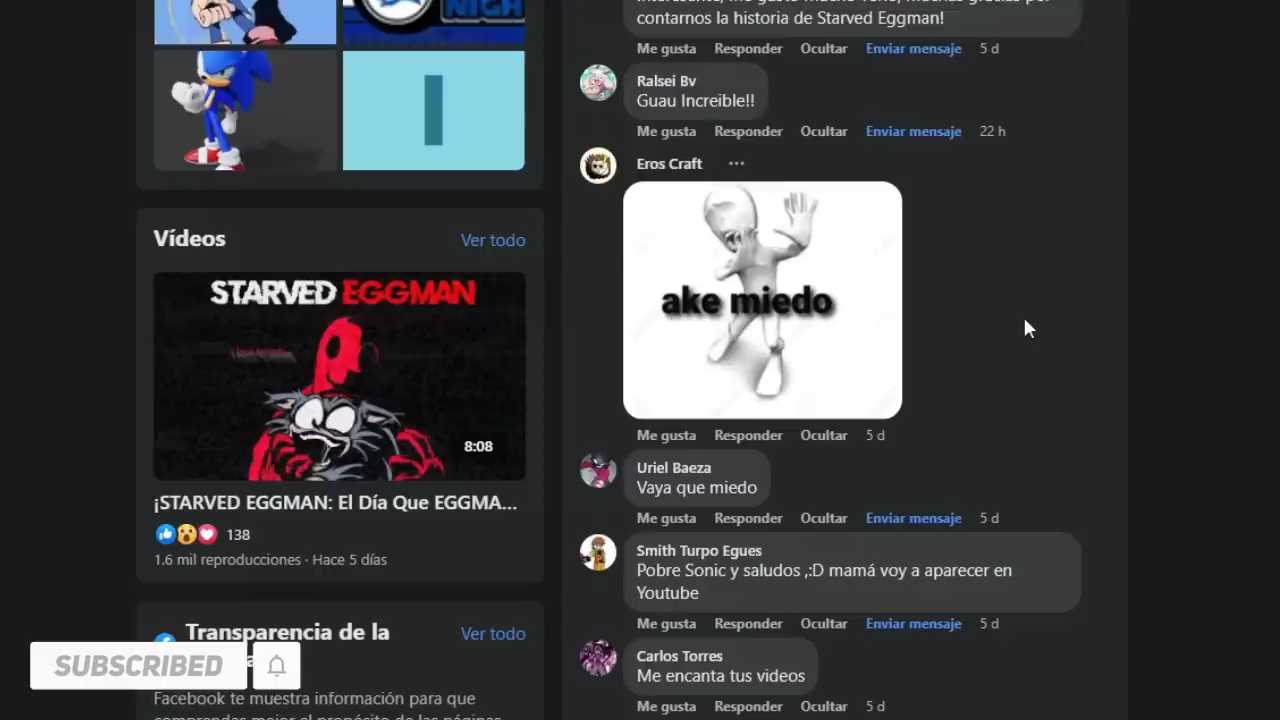 NIGH
contarnos la historia de Starved Eggman!
Me gusta Responder Ocultar Enviar mensaje 5 d
Ralsei Bv
Guau Increible!!
Me gusta Responder Ocultar Enviar mensaje 22 h
Eros Craft ...
ake miedo
Me gusta Responder Ocultar 5 d
Uriel Baeza
Vaya que miedo
Me gusta Responder Ocultar Enviar mensaje 5 d
Smith Turpo Egues
Pobre Sonic y saludos ,:D mamá voy a aparecer en
Youtube
Me gusta Responder Ocultar Enviar mensaje 5 d
Carlos Torres
Me encanta tus videos
Me gusta Responder Ocultar Enviar mensaje 5 d
Vídeos Ver todo
STARVED EGGMAN
8:08
¡STARVED EGGMAN: El Día Que EGGMA...
138
1.6 mil reproducciones · Hace 5 días
Transparencia de la Ver todo
SUBSCRIBED
Facebook te muestra información para que